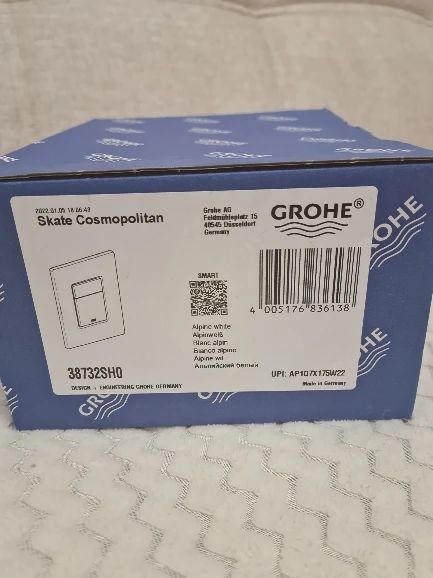 2022.01.05 18:06:49
Skate Cosmopolitan
Grohe AG
Feldmühleplatz 15
40545 Düsseldorf
Germany
GROHE®
SMART
4 005176 836138
Alpine white
Alpinweiß
Blanc alpin
Bianco alpino
Alpine wit
Альпийский белый
38732SH0
DESIGN + ENGINEERING GROHE GERMANY
UPI: AP107X175W22
Made in Germany
GROHE